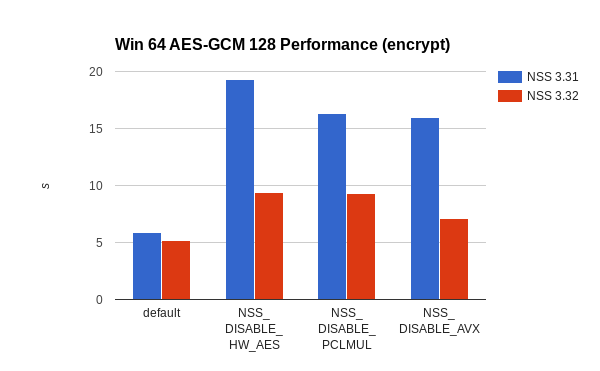 Win 64 AES-GCM 128 Performance (encrypt)
NSS 3.31
NSS 3.32
20
15
10
5
0
s
default
NSS_
DISABLE_
HW_AES
NSS_
DISABLE_
PCLMUL
NSS_
DISABLE_AVX